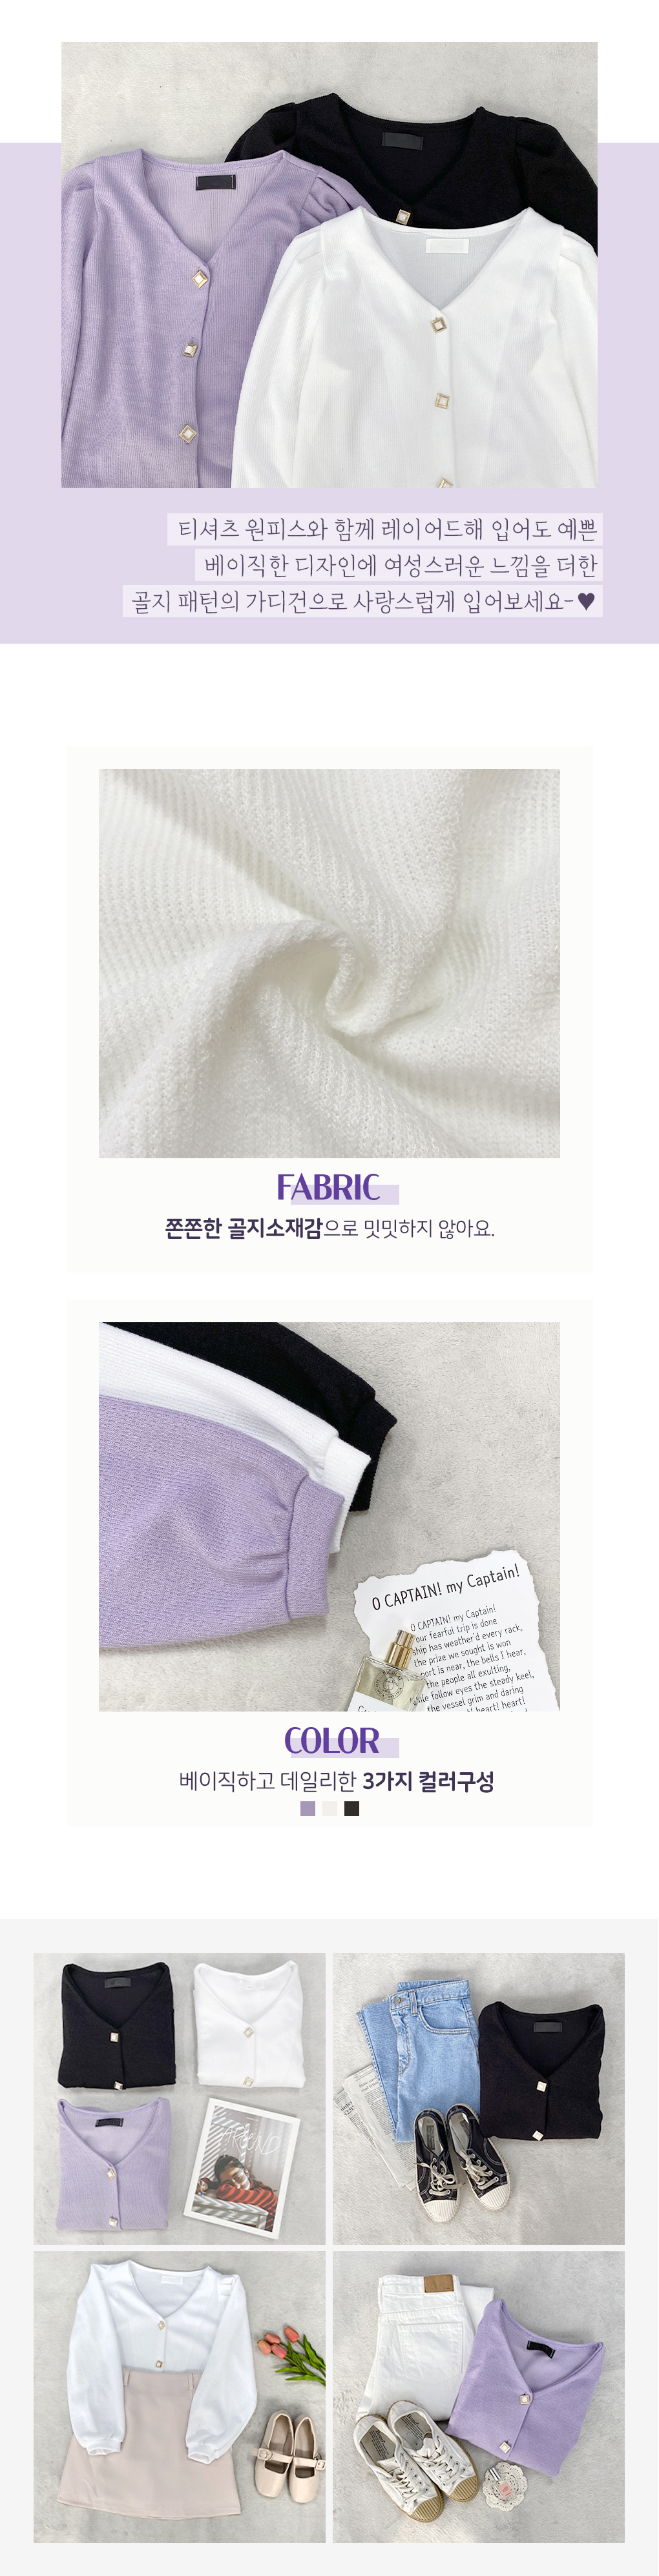 티셔츠 원피스와 함께 레이어드해 입어도 예쁜
베이직한 디자인에 여성스러운 느낌을 더한
골지 패턴의 가디건으로 사랑스럽게 입어보세요-♥
FABRIC
쫀쫀한 골지소재감으로 밋밋하지 않아요.
O CAPTAIN! my Captain!
O CAPTAIN! my Captain!
our fearful trip is done
ship has weather'd every rack,
the prize we sought is won
port is near, the bells I hear,
the people all exulting,
while follow eyes the steady keel,
the vessel grim and daring
heart! heart!
COLOR
베이직하고 데일리한 3가지 컬러구성
AROUND